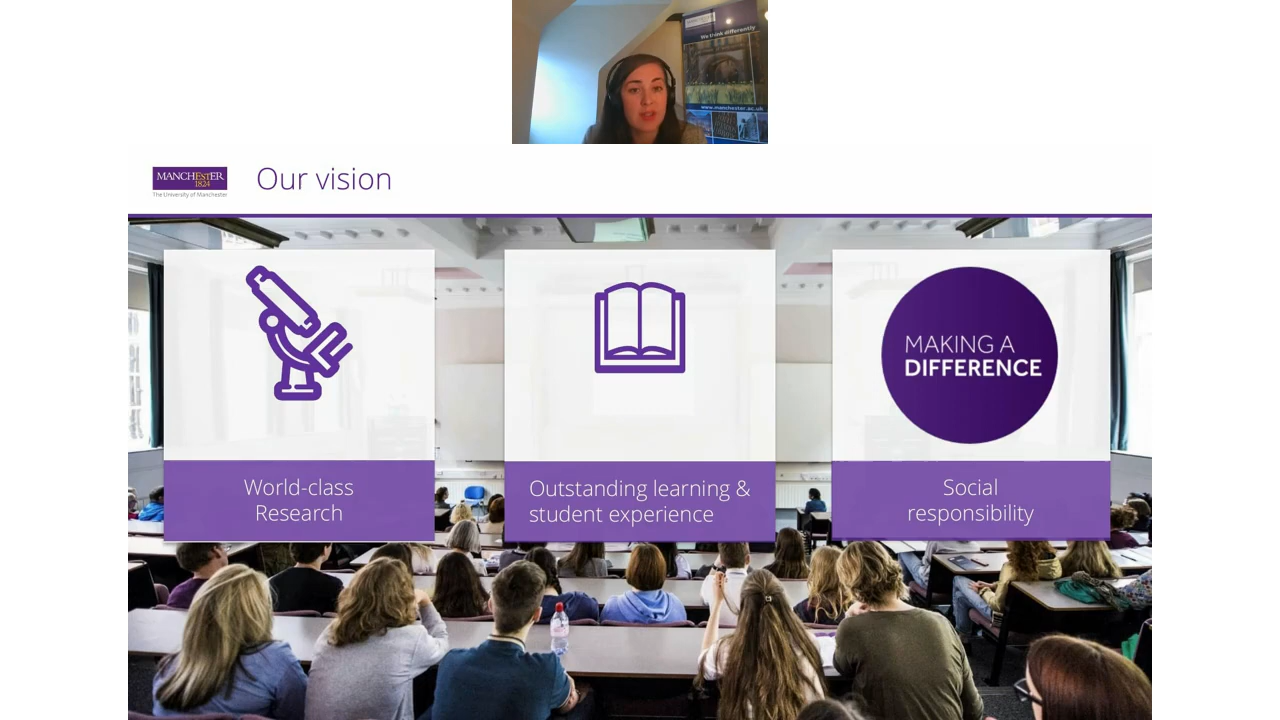 We think differently
www.manchester.ac.uk
MANCHESTER
1824
The University of Manchester
Our vision
MAKING A
DIFFERENCE
World-class
Research
Outstanding learning &
student experience
Social
responsibility